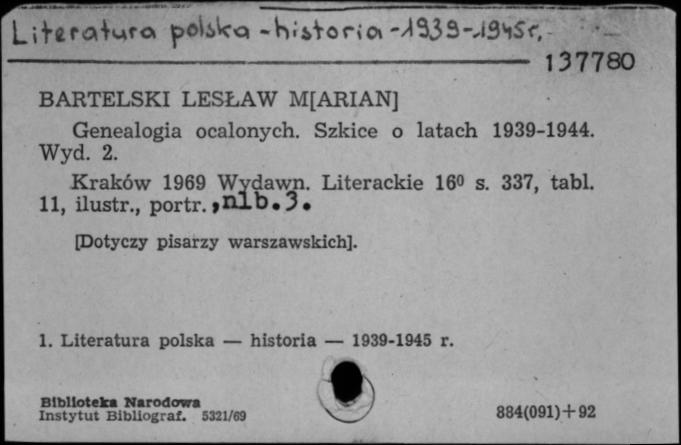 Literatura polska - historia - 1939-1945 r.
137780
BARTELSKI LESŁAW M[ARIAN]
Genealogia ocalonych. Szkice o latach 1939-1944.
Wyd. 2.
Kraków 1969 Wydawn. Literackie 16⁰ s. 337, tabl.
11, ilustr., portr. ,nlb.3.
[Dotyczy pisarzy warszawskich].
1. Literatura polska — historia — 1939-1945 r.
Biblioteka Narodowa
Instytut Bibliograf. 5321/69
884(091)+92